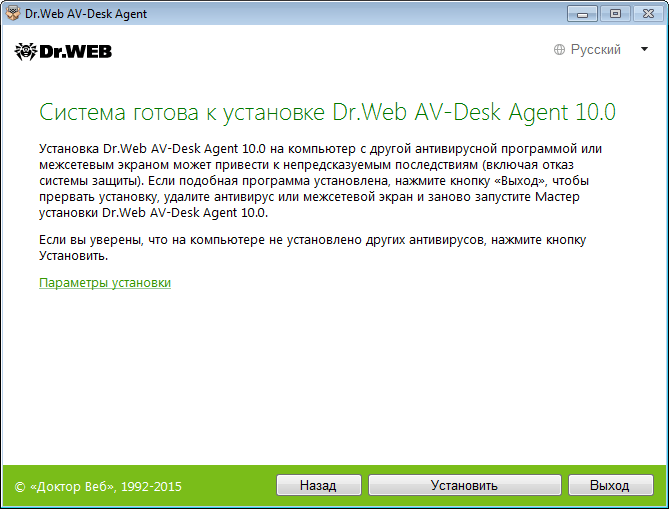 Dr.Web AV-Desk Agent
Dr.WEB
Русский
Система готова к установке Dr.Web AV-Desk Agent 10.0
Установка Dr.Web AV-Desk Agent 10.0 на компьютер с другой антивирусной программой или
межсетевым экраном может привести к непредсказуемым последствиям (включая отказ
системы защиты). Если подобная программа установлена, нажмите кнопку «Выход», чтобы
прервать установку, удалите антивирус или межсетевой экран и заново запустите Мастер
установки Dr.Web AV-Desk Agent 10.0.
Если вы уверены, что на компьютере не установлено других антивирусов, нажмите кнопку
Установить.
Параметры установки
© «Доктор Веб», 1992-2015
Назад
Установить
Выход